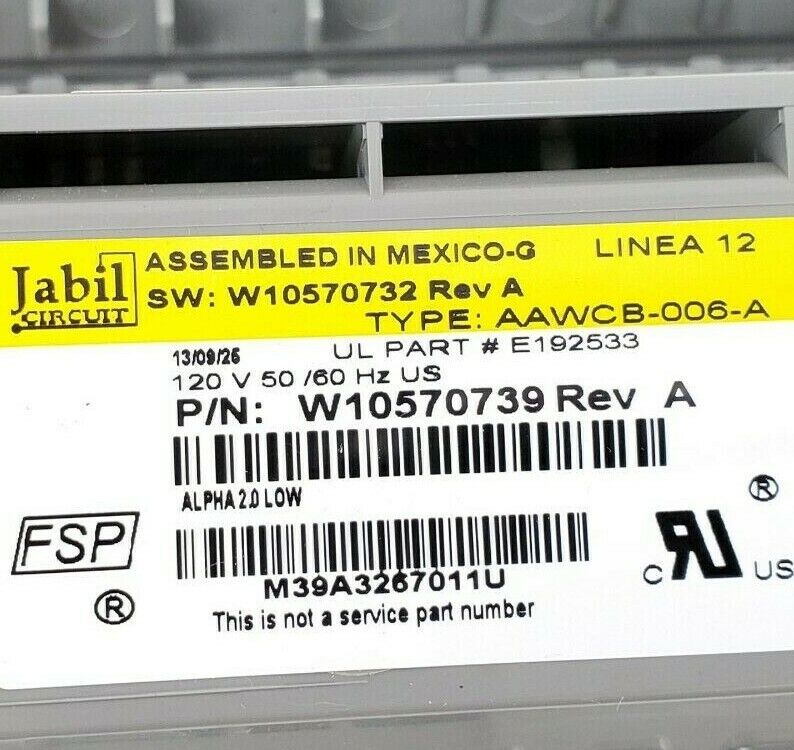 Jabil
CIRCUIT
ASSEMBLED IN MEXICO-G LINEA 12
SW: W10570732 Rev A
TYPE: AAWCB-006-A
13/09/26 UL PART # E192533
120 V 50 /60 Hz US
P/N: W10570739 Rev A
ALPHA 2.0 LOW
FSP
®
M39A3267011U
This is not a service part number
®
C RU US